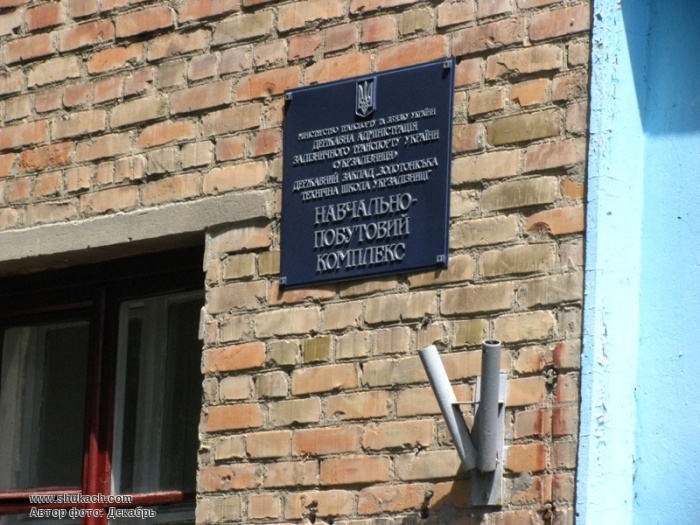 МІНІСТЕРСТВО ТРАНСПОРТУ ТА ЗВ'ЯЗКУ УКРАЇНИ
ДЕРЖАВНА АДМІНІСТРАЦІЯ
ЗАЛІЗНИЧНОГО ТРАНСПОРТУ УКРАЇНИ
(УКРЗАЛІЗНИЦЯ)
ДЕРЖАВНИЙ ЗАКЛАД „ЗОЛОТОНІСЬКА
ТЕХНІЧНА ШКОЛА УКРЗАЛІЗНИЦІ"
НАВЧАЛЬНО-
ПОБУТОВИЙ
КОМПЛЕКС
www.shukach.com
Автор фото: Декабрь